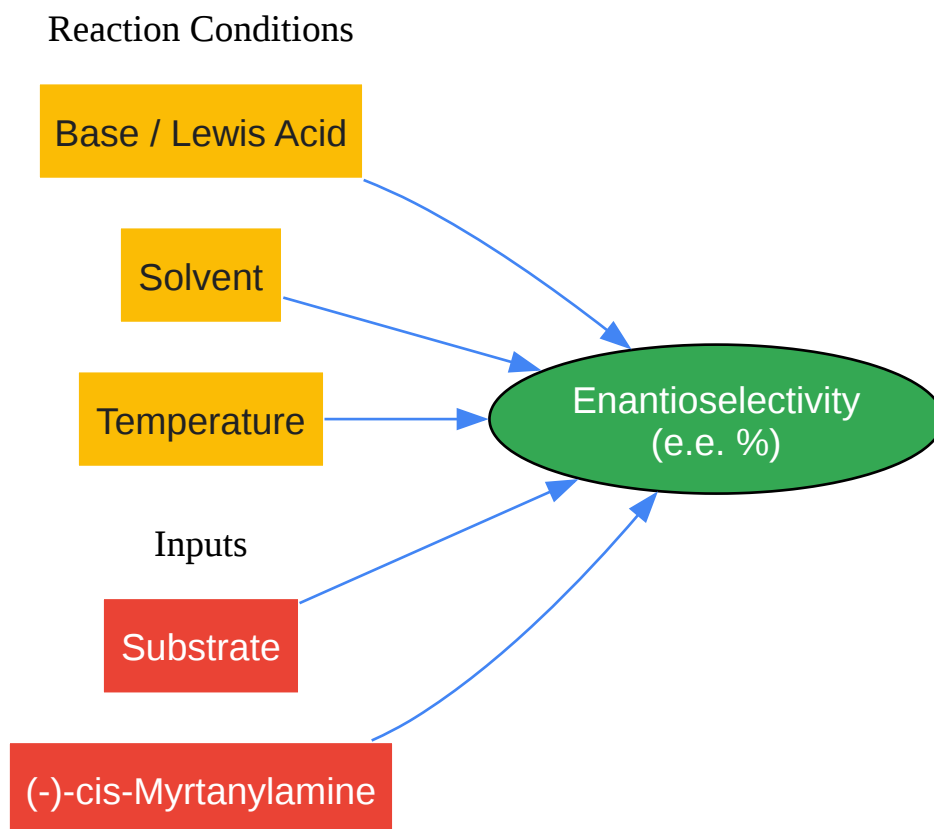 Reaction Conditions
Base / Lewis Acid
Solvent
Temperature
Enantioselectivity
(e.e. %)
Inputs
Substrate
(-)-cis-Myrtanylamine